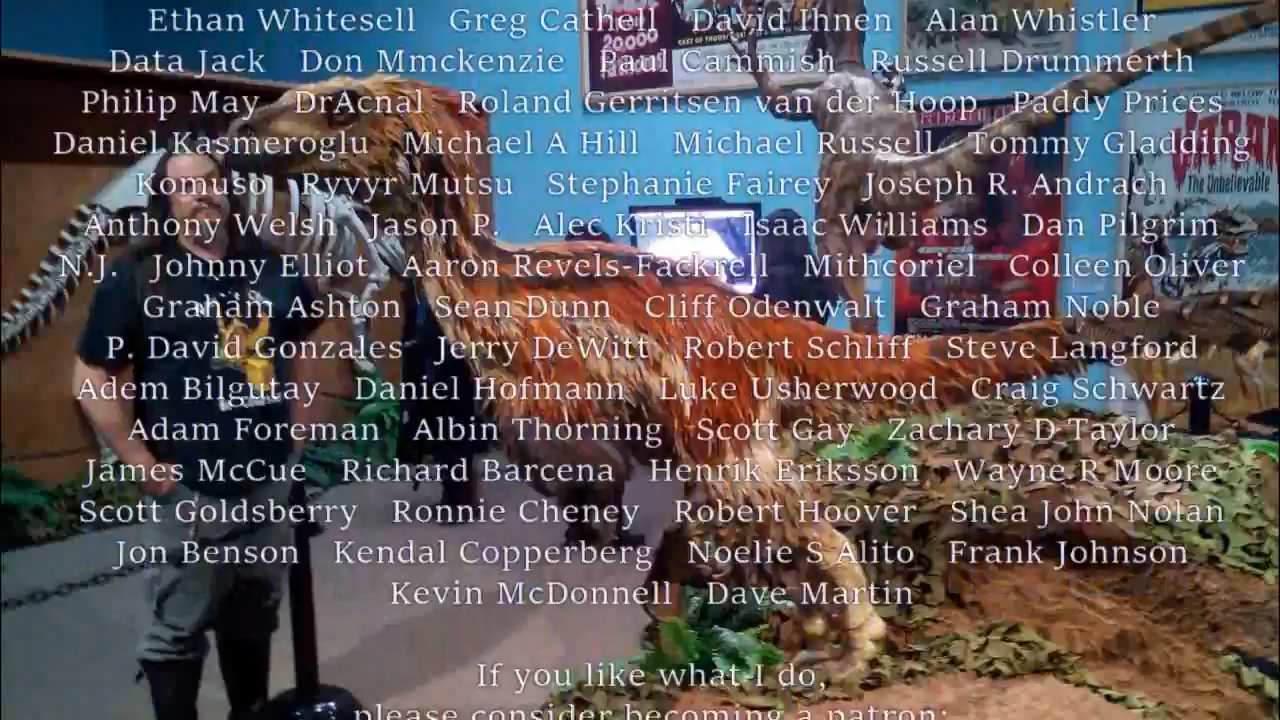 Ethan Whitesell Greg Cathell David Ihnen Alan Whistler
Data Jack Don Mmckenzie Paul Cammish Russell Drummerth
Philip May DrAcnal Roland Gerritsen van der Hoop Paddy Prices
Daniel Kasmeroglu Michael A Hill Michael Russell Tommy Gladding
Komuso Ryvyr Mutsu Stephanie Fairey Joseph R. Andrach
Anthony Welsh Jason P. Alec Kristi Isaac Williams Dan Pilgrim
N.J. Johnny Elliot Aaron Revels-Fackrell Mithcoriel Colleen Oliver
Graham Ashton Sean Dunn Cliff Odenwalt Graham Noble
P. David Gonzales Jerry DeWitt Robert Schliff Steve Langford
Adem Bilgutay Daniel Hofmann Luke Usherwood Craig Schwartz
Adam Foreman Albin Thorning Scott Gay Zachary D Taylor
James McCue Richard Barcena Henrik Eriksson Wayne R Moore
Scott Goldsberry Ronnie Cheney Robert Hoover Shea John Nolan
Jon Benson Kendal Copperberg Noelie S Alito Frank Johnson
Kevin McDonnell Dave Martin
If you like what I do,
please consider becoming a patron:
20000
The Unbelievable